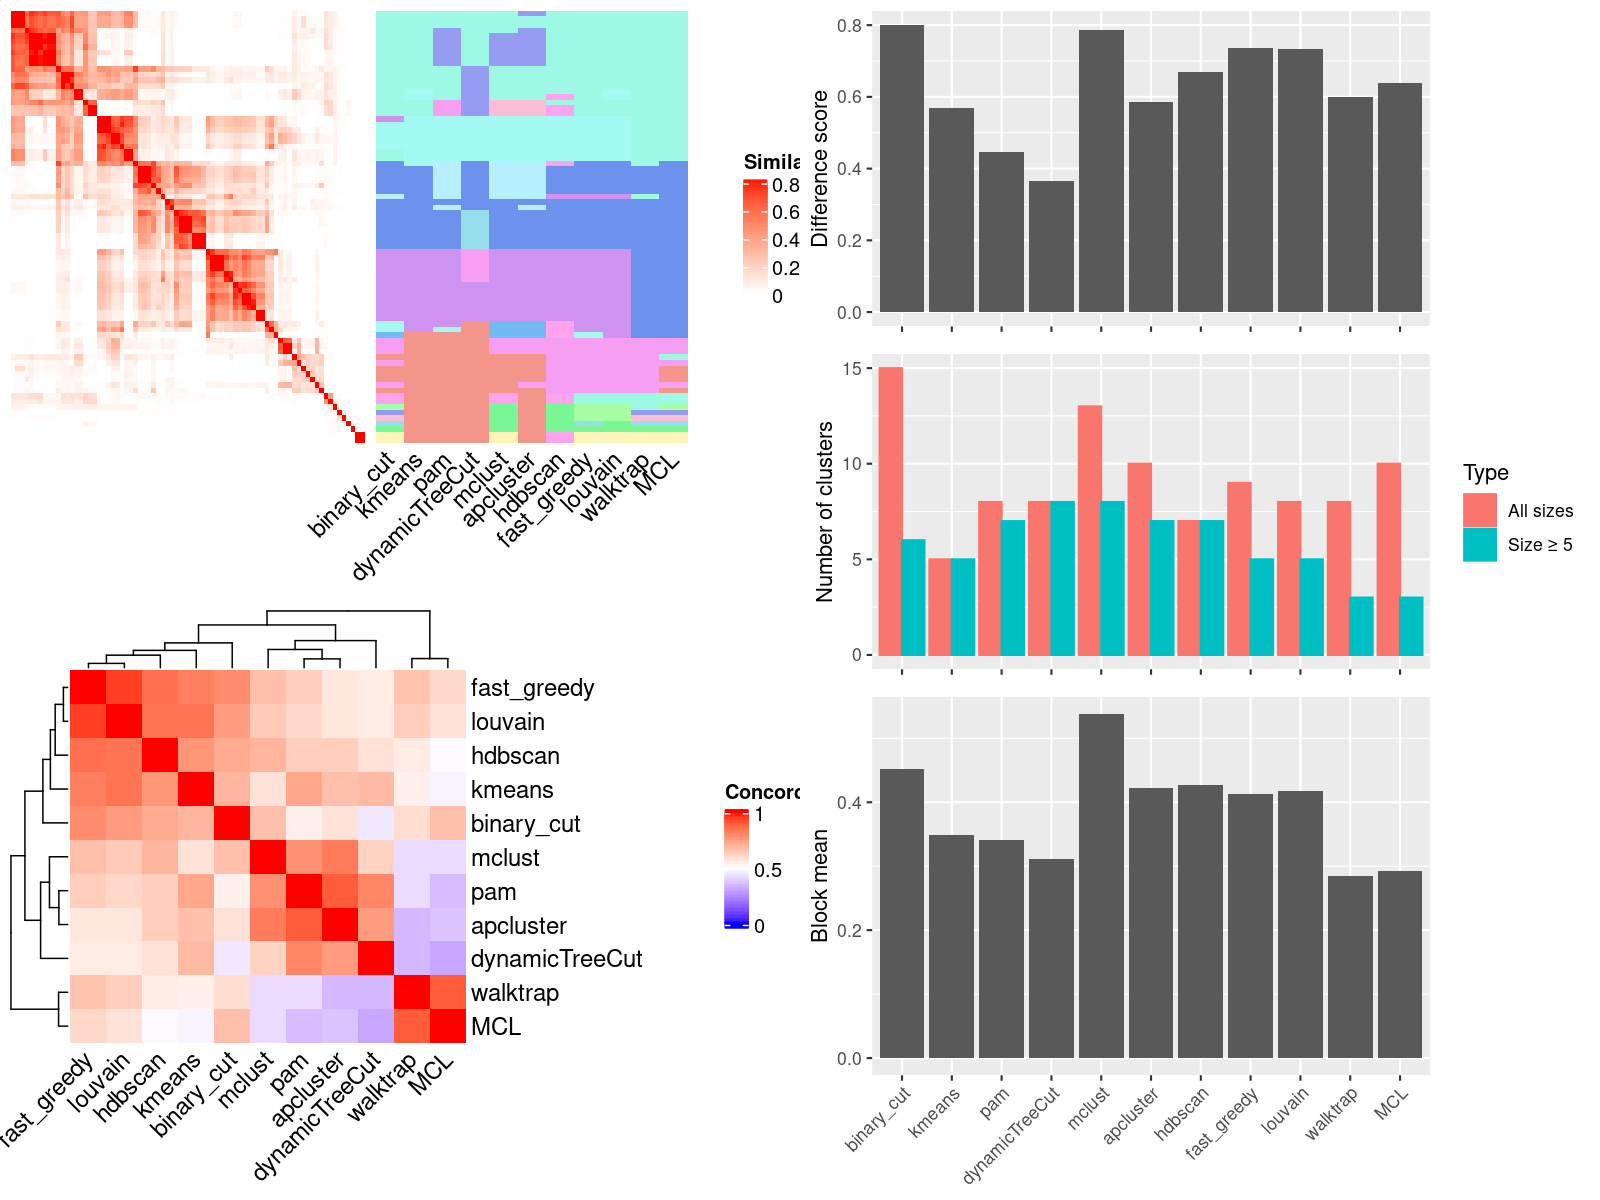 Simila
0.8
0.6
0.4
0.2
0
binary_cut
kmeans
pam
dynamicTreeCut
mclust
apcluster
hdbscan
fast_greedy
louvain
walktrap
MCL
fast_greedy
louvain
hdbscan
kmeans
binary_cut
mclust
pam
apcluster
dynamicTreeCut
walktrap
MCL
fast_greedy
louvain
hdbscan
kmeans
binary_cut
mclust
pam
apcluster
dynamicTreeCut
walktrap
MCL
Concord
1
0.5
0
Difference score
0.8
0.6
0.4
0.2
0.0
Number of clusters
15
10
5
0
Type
All sizes
Size ≥ 5
Block mean
0.4
0.2
0.0
binary_cut
kmeans
pam
dynamicTreeCut
mclust
apcluster
hdbscan
fast_greedy
louvain
walktrap
MCL